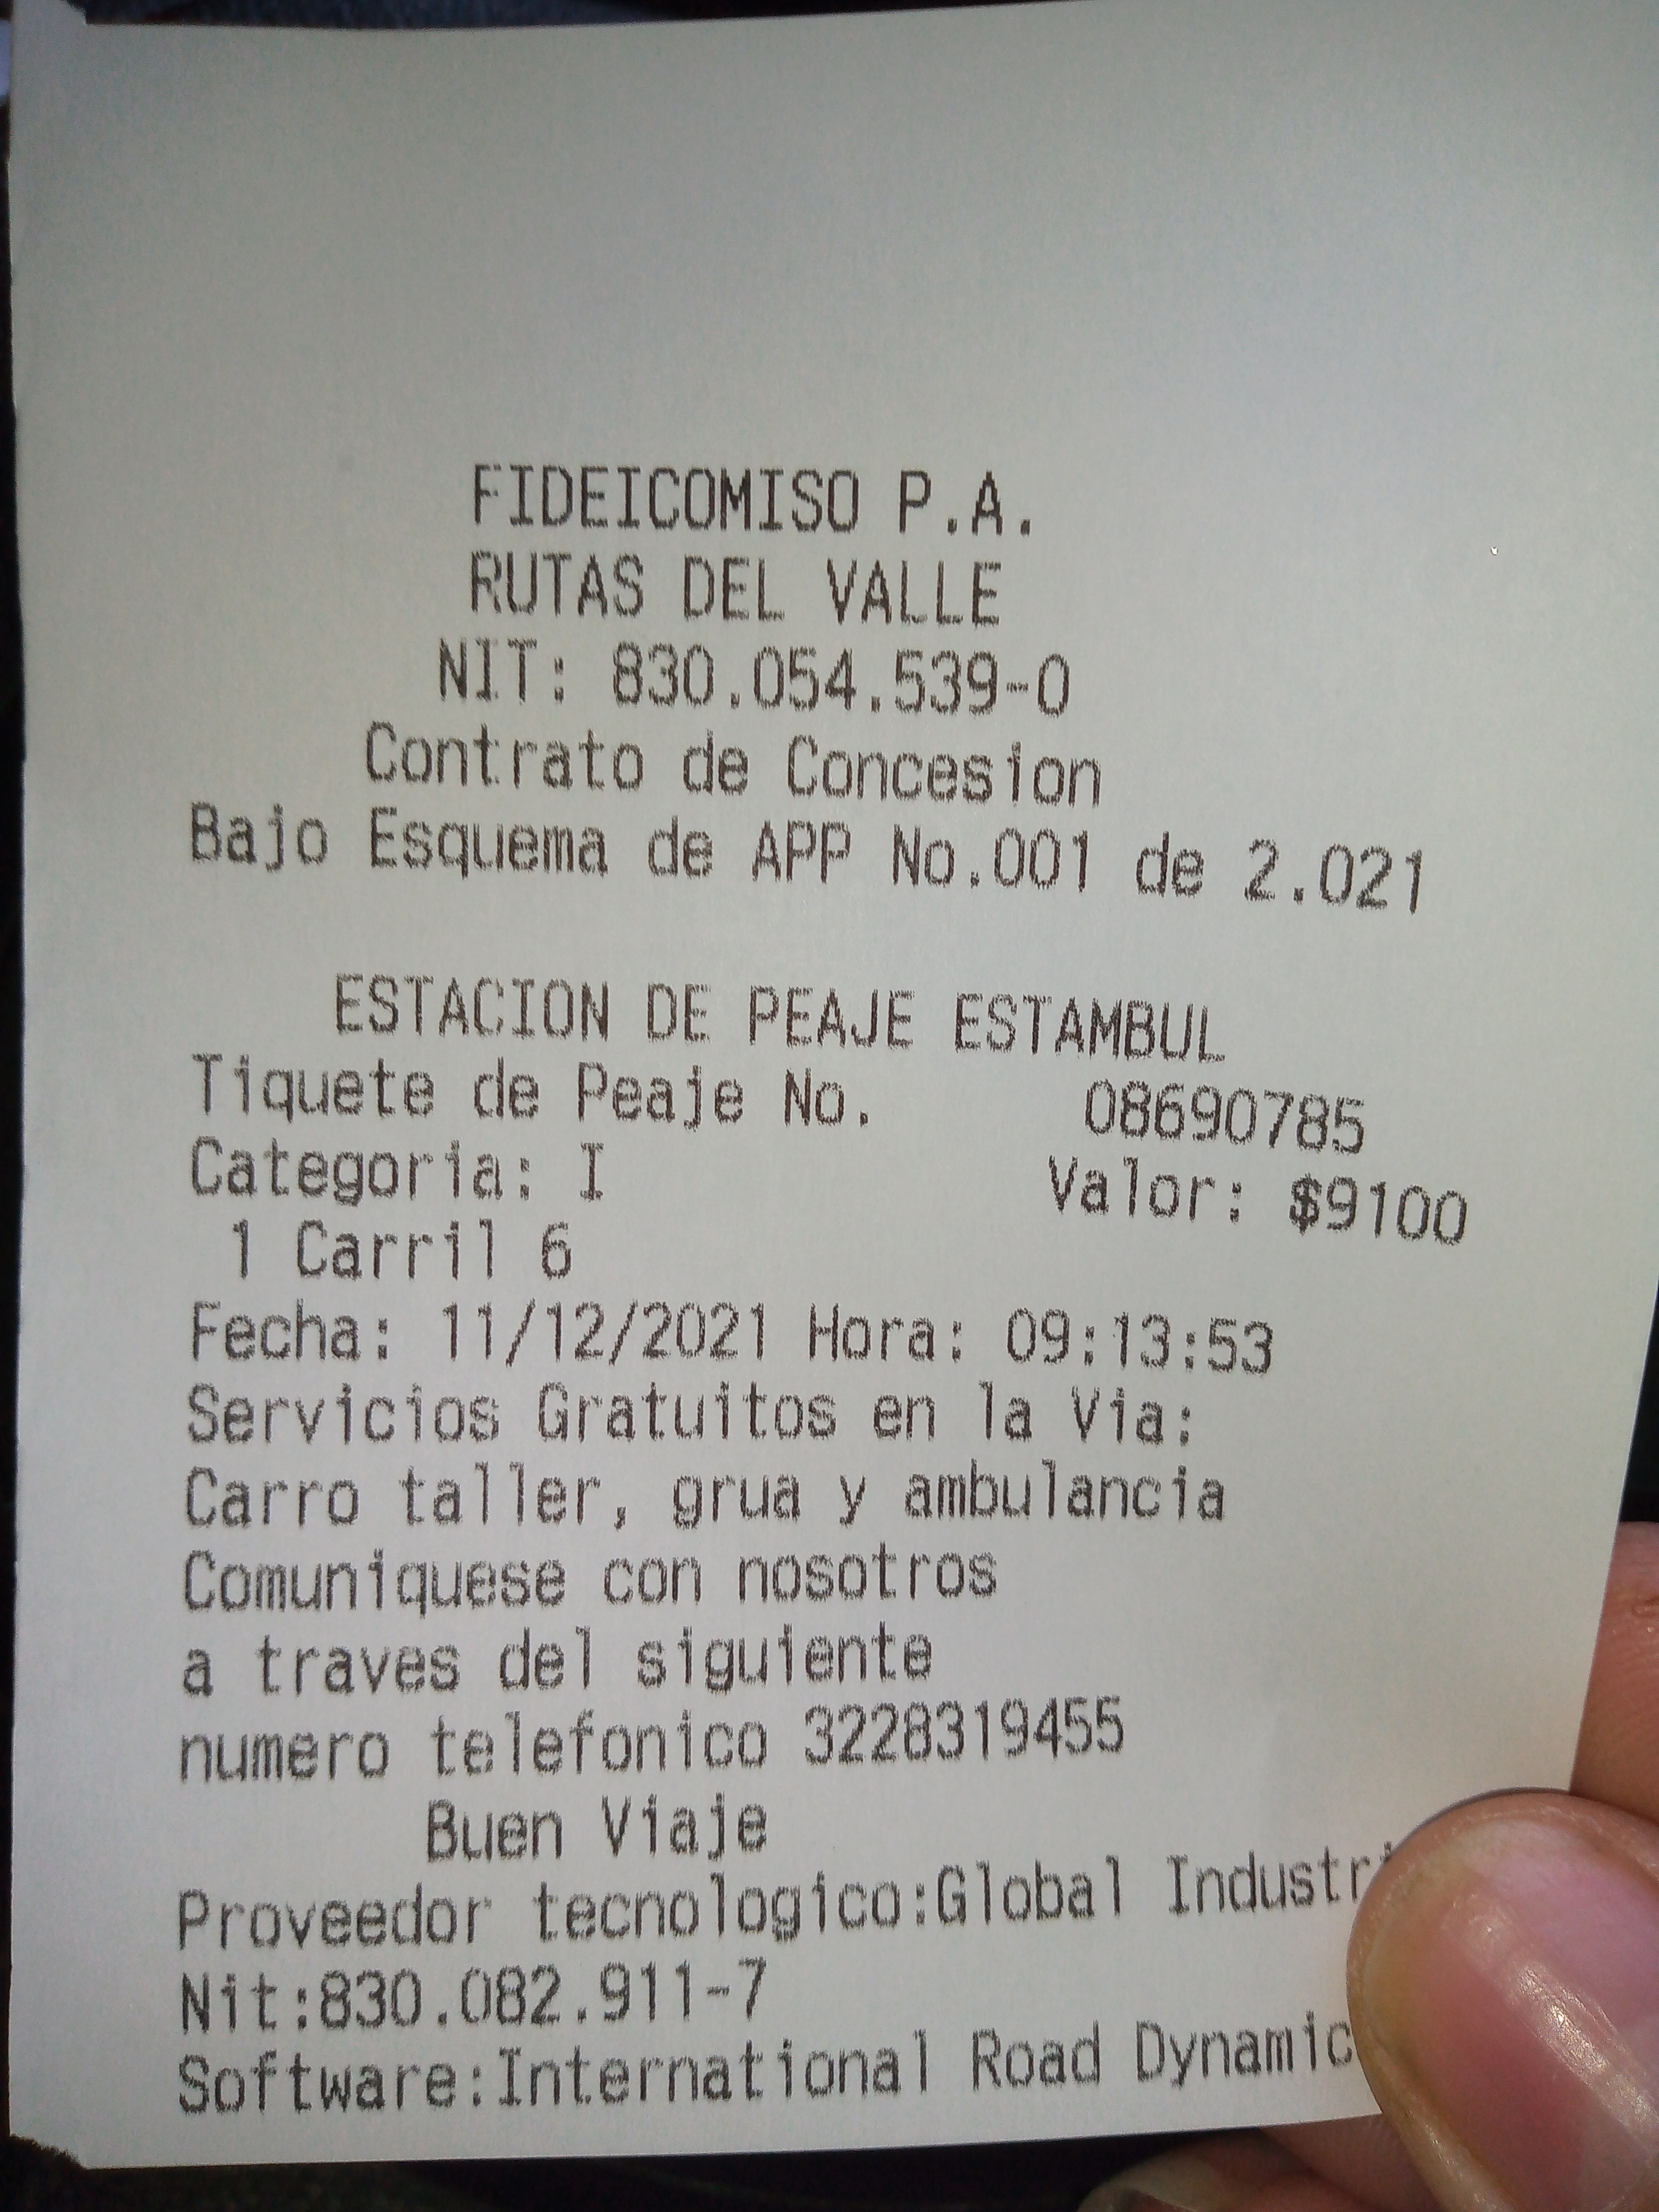 FIDEICOMISO P.A.
RUTAS DEL VALLE
NIT: 830.054.539-0
Contrato de Concesion
Bajo Esquema de APP No.001 de 2.021
ESTACION DE PEAJE ESTAMBUL
Tiquete de Peaje No. 08690785
Categoria: I Valor: $9100
1 Carril 6
Fecha: 11/12/2021 Hora: 09:13:53
Servicios Gratuitos en la Via:
Carro taller, grua y ambulancia
Comuniquese con nosotros
a traves del siguiente
numero telefonico 3228319455
Buen Viaje
Proveedor tecnologico:Global
Nit:830.082.911-7
Software:International Road